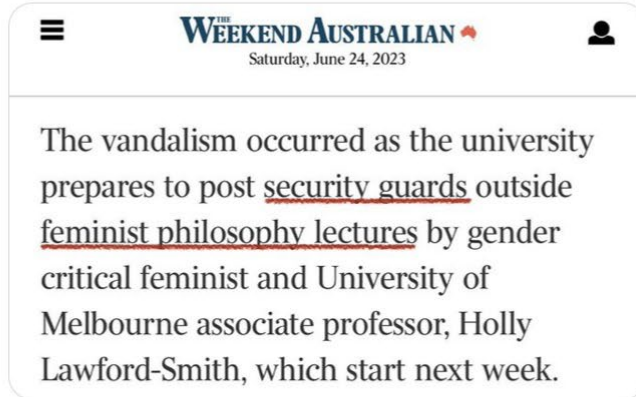 THE
WEEKEND AUSTRALIAN
Saturday, June 24, 2023
The vandalism occurred as the university
prepares to post security guards outside
feminist philosophy lectures by gender
critical feminist and University of
Melbourne associate professor, Holly
Lawford-Smith, which start next week.